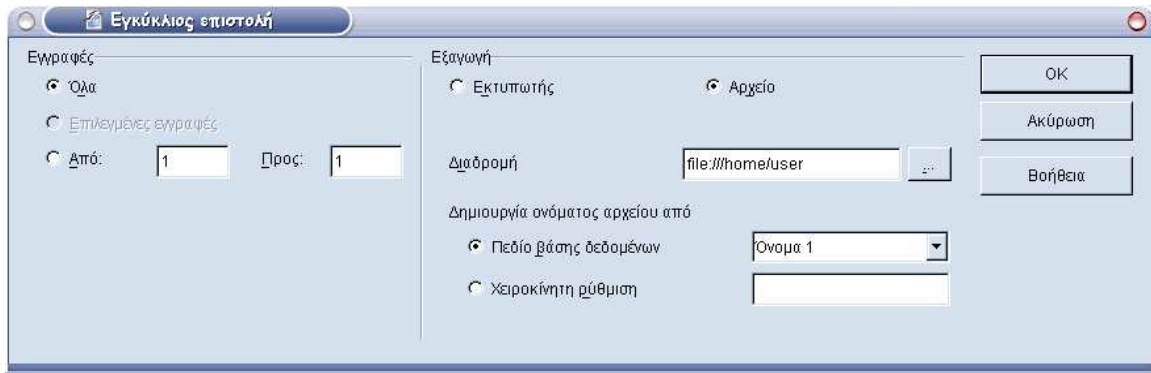 Εγκύκλιος επιστολή
Εγγραφές
Όλα
Επιλεγμένες εγγραφές
Από: 1 Προς: 1
Εξαγωγή
Εκτυπωτής Αρχείο
Διαδρομή file:///home/user ...
Δημιουργία ονόματος αρχείου από
Πεδίο βάσης δεδομένων Όνομα 1
Χειροκίνητη ρύθμιση
OK
Ακύρωση
Βοήθεια